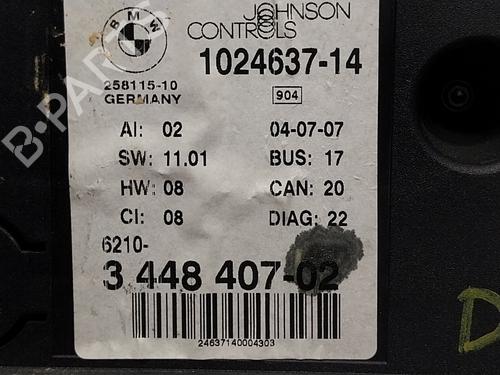 BMW
JOHNSON
CONTROLS
1024637-14
258115-10
GERMANY
904
AI: 02 04-07-07
SW: 11.01 BUS: 17
HW: 08 CAN: 20
CI: 08 DIAG: 22
6210-
3 448 407-02
24637140004303
D
B-PARTS